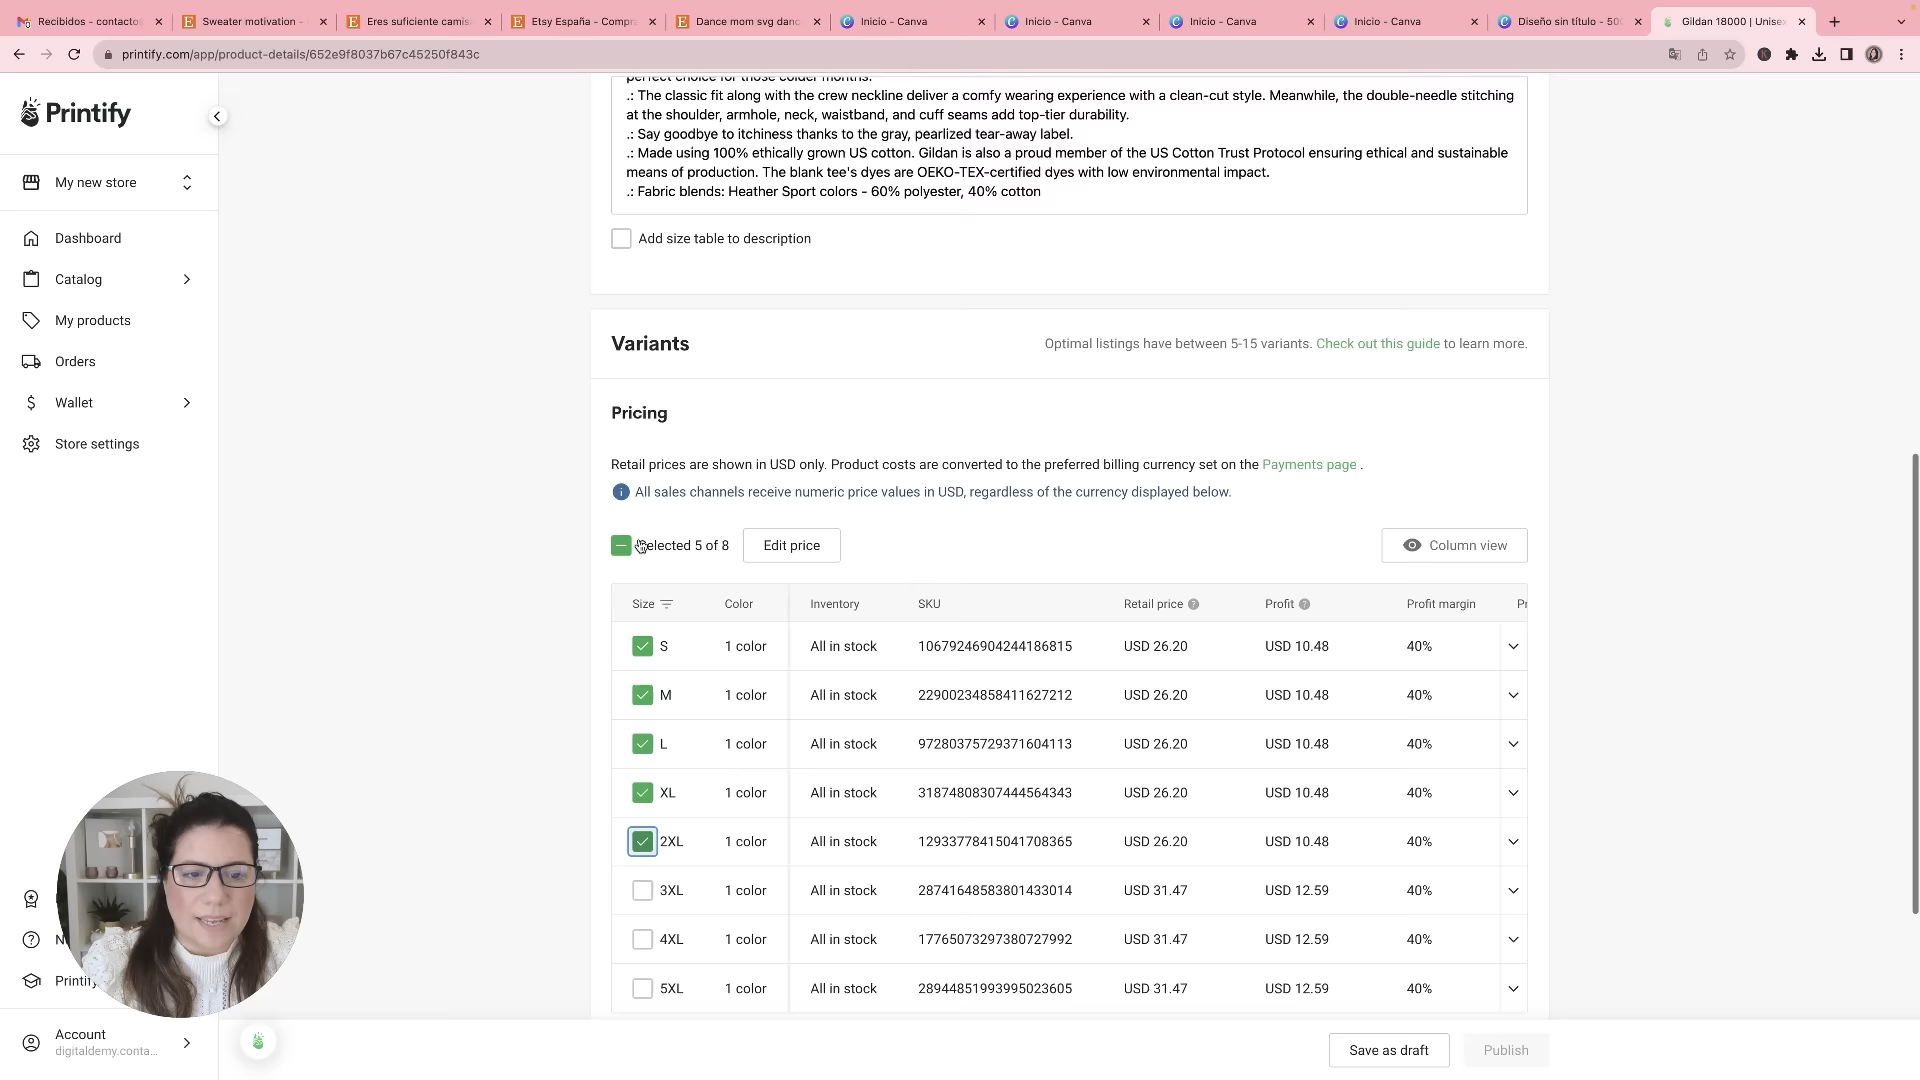 Recibidos - contacto@
Sweater motivation -
Eres suficiente camis
Etsy España - Compra
Dance mom svg danc
Inicio - Canva
Inicio - Canva
Inicio - Canva
Inicio - Canva
Diseño sin título - 500
Gildan 18000 | Unisex
printify.com/app/product-details/652e9f8037b67c45250f843c
Printify
My new store
Dashboard
Catalog
My products
Orders
Wallet
Store settings
Printify
Account
digitaldemy.conta...
perfect choice for those colder months.
.: The classic fit along with the crew neckline deliver a comfy wearing experience with a clean-cut style. Meanwhile, the double-needle stitching
at the shoulder, armhole, neck, waistband, and cuff seams add top-tier durability.
.: Say goodbye to itchiness thanks to the gray, pearlized tear-away label.
.: Made using 100% ethically grown US cotton. Gildan is also a proud member of the US Cotton Trust Protocol ensuring ethical and sustainable
means of production. The blank tee's dyes are OEKO-TEX-certified dyes with low environmental impact.
.: Fabric blends: Heather Sport colors - 60% polyester, 40% cotton
Add size table to description
Variants
Optimal listings have between 5-15 variants. Check out this guide to learn more.
Pricing
Retail prices are shown in USD only. Product costs are converted to the preferred billing currency set on the Payments page .
All sales channels receive numeric price values in USD, regardless of the currency displayed below.
Selected 5 of 8 Edit price Column view
Size Color Inventory SKU Retail price Profit Profit margin Pr
S 1 color All in stock 10679246904244186815 USD 26.20 USD 10.48 40%
M 1 color All in stock 22900234858411627212 USD 26.20 USD 10.48 40%
L 1 color All in stock 97280375729371604113 USD 26.20 USD 10.48 40%
XL 1 color All in stock 31874808307444564343 USD 26.20 USD 10.48 40%
2XL 1 color All in stock 12933778415041708365 USD 26.20 USD 10.48 40%
3XL 1 color All in stock 28741648583801433014 USD 31.47 USD 12.59 40%
4XL 1 color All in stock 17765073297380727992 USD 31.47 USD 12.59 40%
5XL 1 color All in stock 28944851993995023605 USD 31.47 USD 12.59 40%
Save as draft Publish